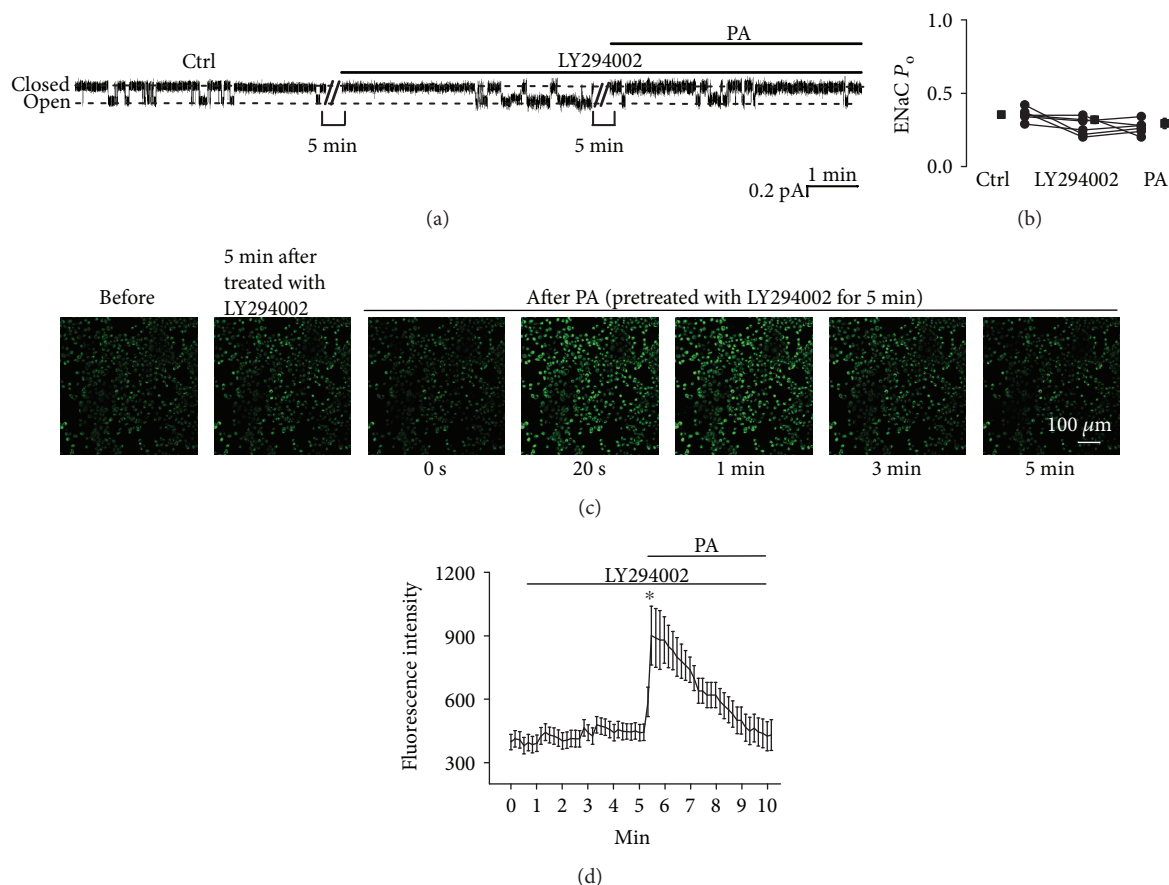 PA
Ctrl
LY294002
Closed
Open
5 min
5 min
1 min
0.2 pA
(a)
1.0
0.5
0.0
ENaC Po
Ctrl
LY294002
PA
(b)
Before
5 min after
treated with
LY294002
After PA (pretreated with LY294002 for 5 min)
100 µm
0 s
20 s
1 min
3 min
5 min
(c)
PA
LY294002
*
1200
900
600
300
Fluorescence intensity
0 1 2 3 4 5 6 7 8 9 10
Min
(d)